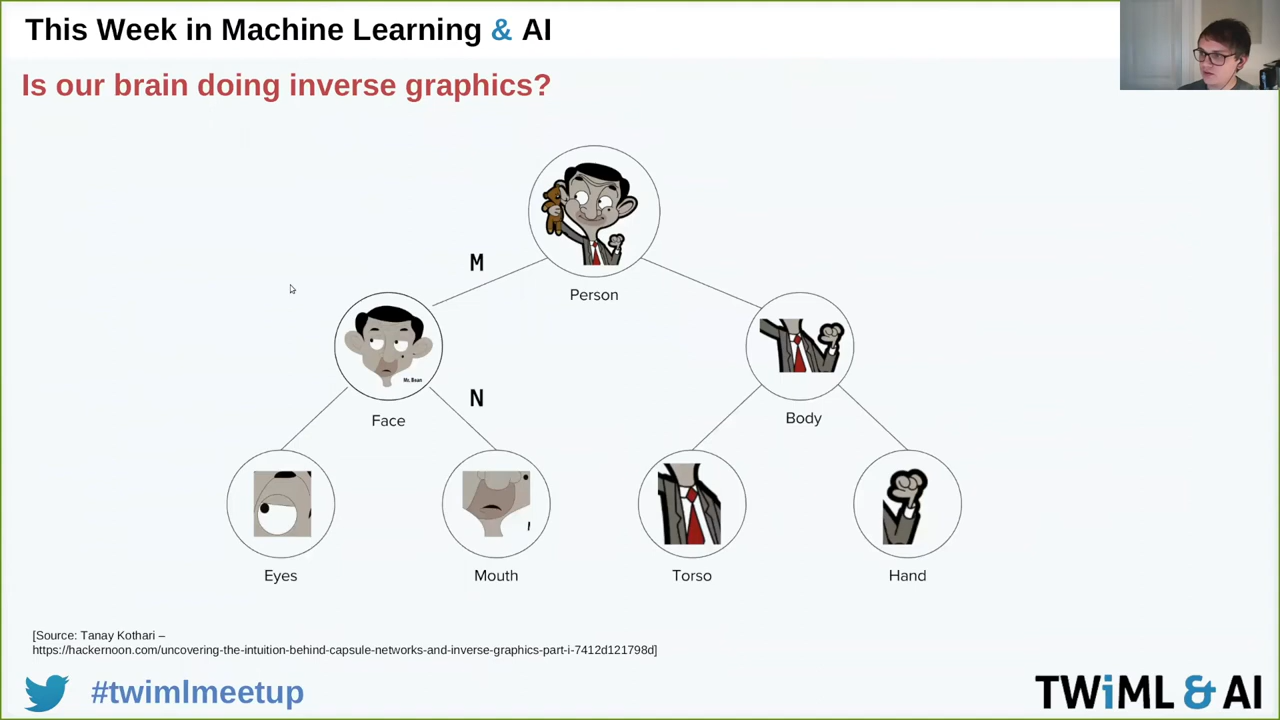 This Week in Machine Learning & AI
Is our brain doing inverse graphics?
M
Person
Mr. Bean
N
Face
Body
Eyes
Mouth
Torso
Hand
[Source: Tanay Kothari –
https://hackernoon.com/uncovering-the-intuition-behind-capsule-networks-and-inverse-graphics-part-i-7412d121798d]
#twimlmeetup
TWiML & AI